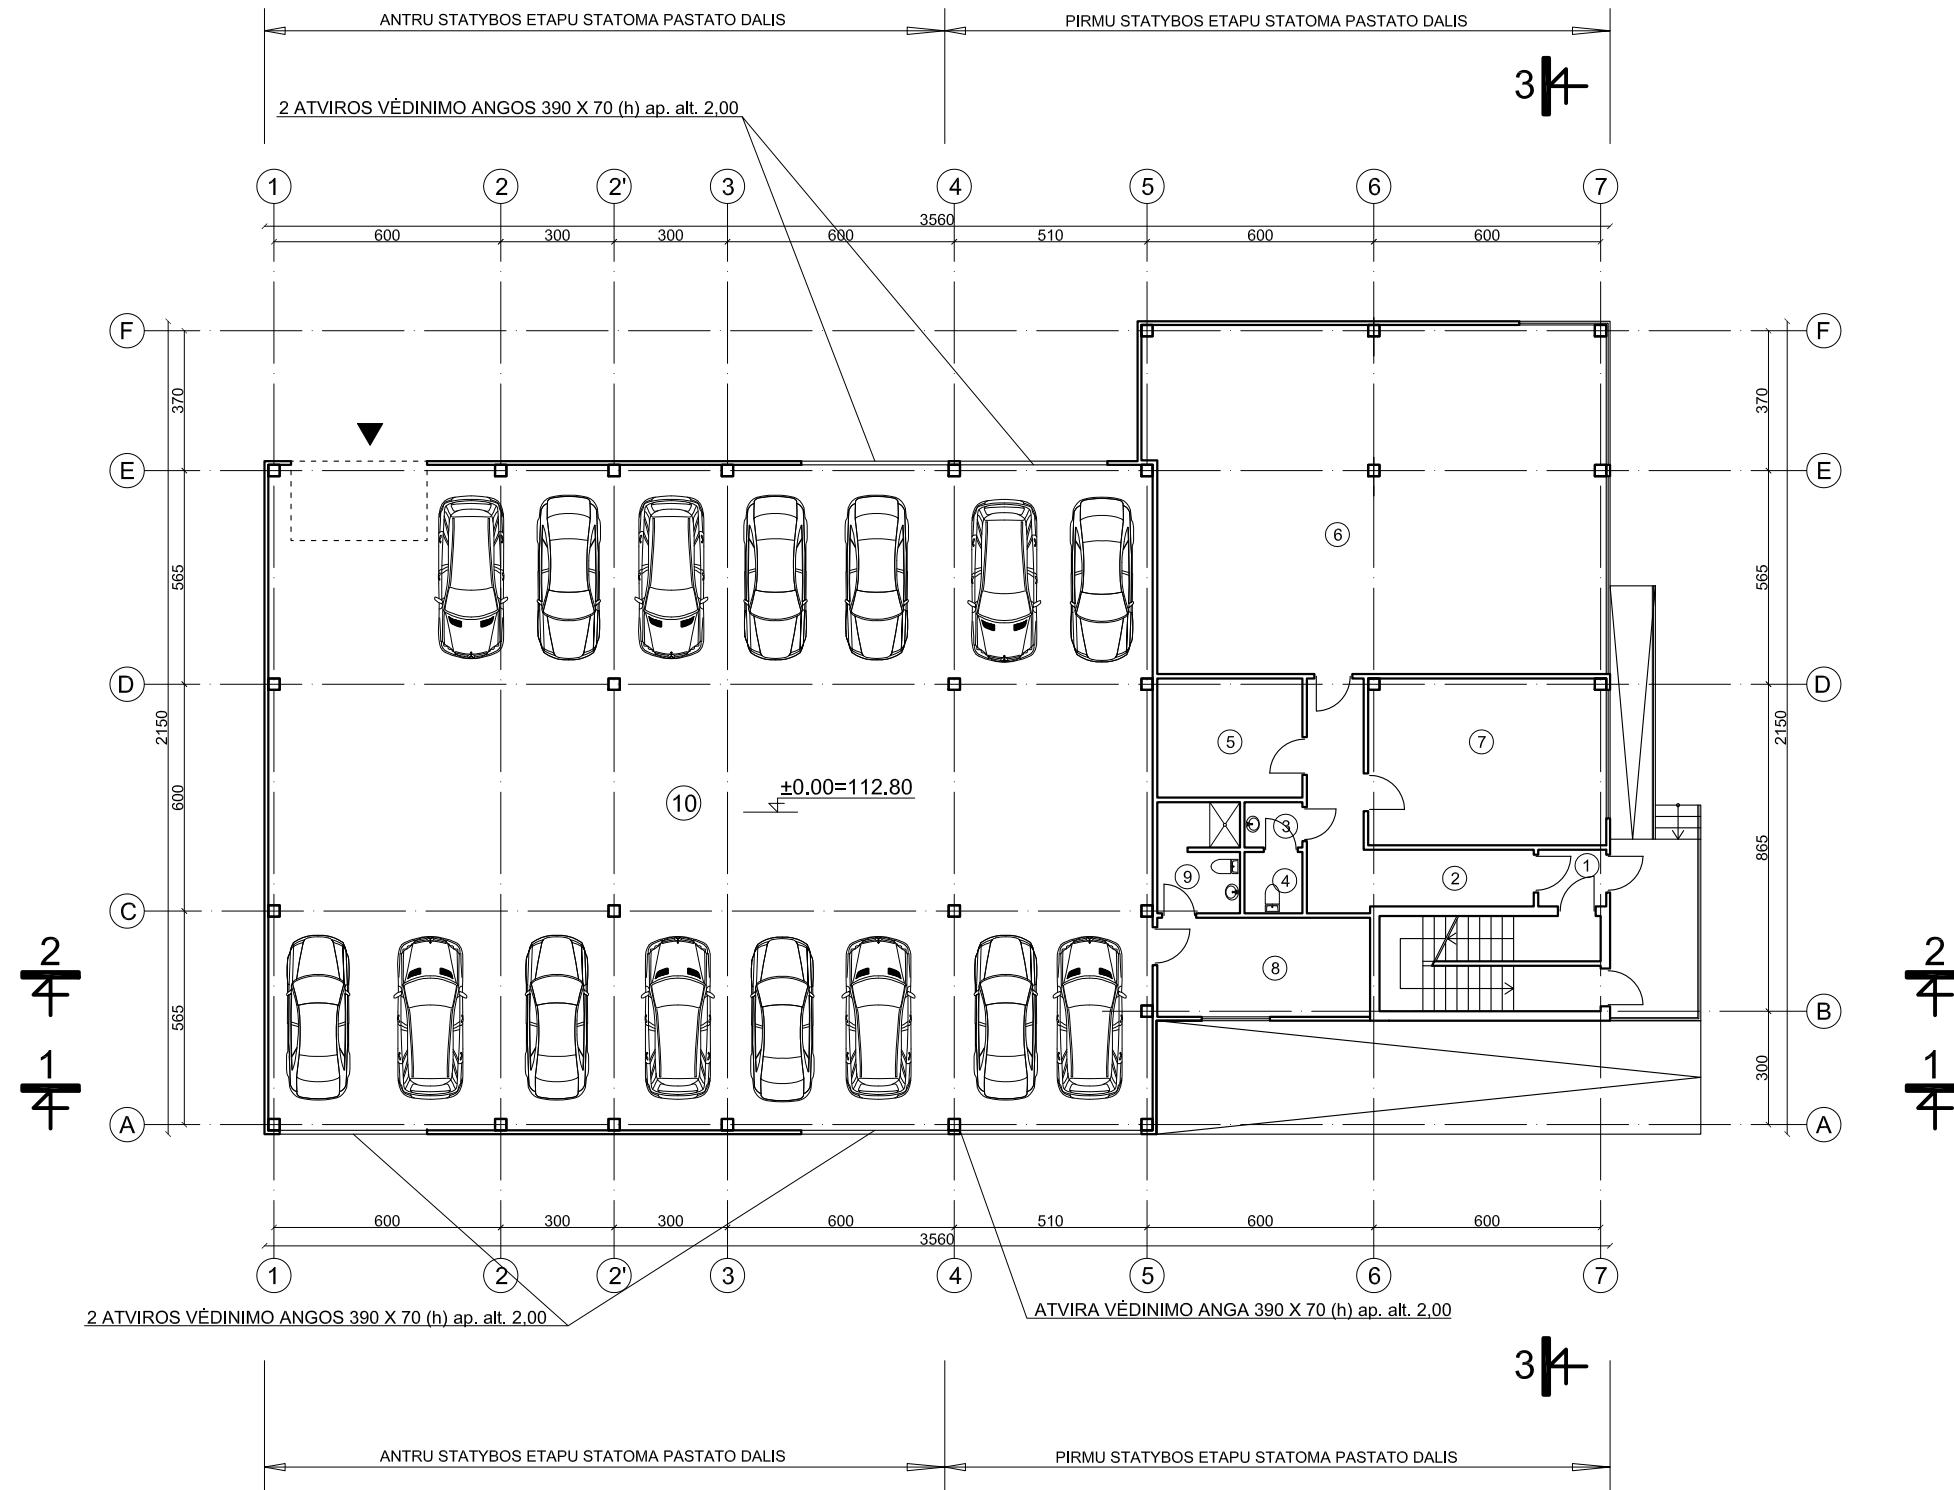 ANTRU STATYBOS ETAPU STATOMA PASTATO DALIS
PIRMU STATYBOS ETAPU STATOMA PASTATO DALIS
3
2 ATVIROS VĖDINIMO ANGOS 390 X 70 (h) ap. alt. 2,00
1 2 2' 3 4 5 6 7
3560
600 300 300 600 510 600 600
F F
370 370
E E
6
565 565
D D
5 7
2150 2150
±0.00=112.80
600
10
3
865
1
9 4 2
C C
2 2
8
565
B
1 1
300
A A
600 300 300 600 510 600 600
3560
1 2 2' 3 4 5 6 7
2 ATVIROS VĖDINIMO ANGOS 390 X 70 (h) ap. alt. 2,00
ATVIRA VĖDINIMO ANGA 390 X 70 (h) ap. alt. 2,00
3
ANTRU STATYBOS ETAPU STATOMA PASTATO DALIS
PIRMU STATYBOS ETAPU STATOMA PASTATO DALIS